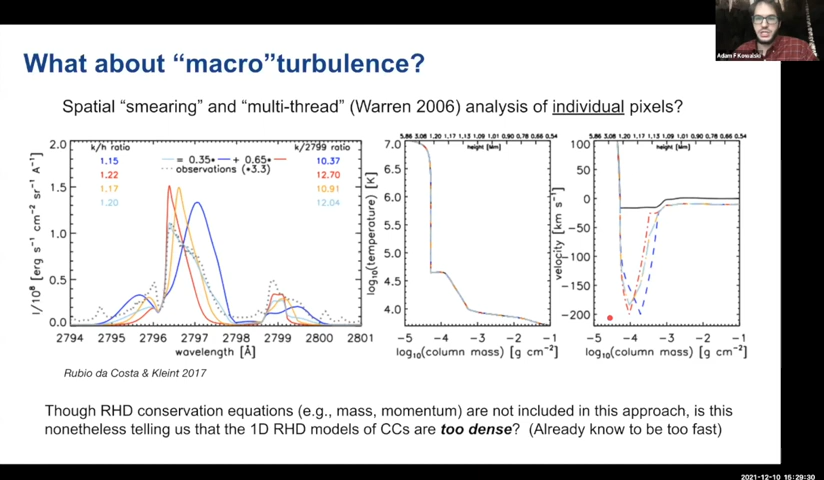 Adam F Kowalski
What about “macro”turbulence?
Spatial “smearing” and “multi-thread” (Warren 2006) analysis of individual pixels?
k/h ratio
1.15
1.22
1.17
1.20
= 0.35• + 0.65•
observations (•3.3)
k/2799 ratio
10.37
12.70
10.91
12.04
I/10⁸ [erg s⁻¹ cm⁻² sr⁻¹ Å⁻¹]
2.0
1.5
1.0
0.5
0.0
2794 2795 2796 2797 2798 2799 2800 2801
wavelength [Å]
5.86 3.08 1.20 1.17 1.13 1.09 1.01 0.90 0.78 0.66 0.54
height [Mm]
log₁₀(temperature) [K]
7.0
6.5
6.0
5.5
5.0
4.5
4.0
−5 −4 −3 −2 −1
log₁₀(column mass) [g cm⁻²]
5.86 3.08 1.20 1.17 1.13 1.09 1.01 0.90 0.78 0.66 0.54
height [Mm]
velocity [km s⁻¹]
100
50
0
−50
−100
−150
−200
−5 −4 −3 −2 −1
log₁₀(column mass) [g cm⁻²]
Rubio da Costa & Kleint 2017
Though RHD conservation equations (e.g., mass, momentum) are not included in this approach, is this
nonetheless telling us that the 1D RHD models of CCs are too dense? (Already know to be too fast)
2021-12-10 16:29:30